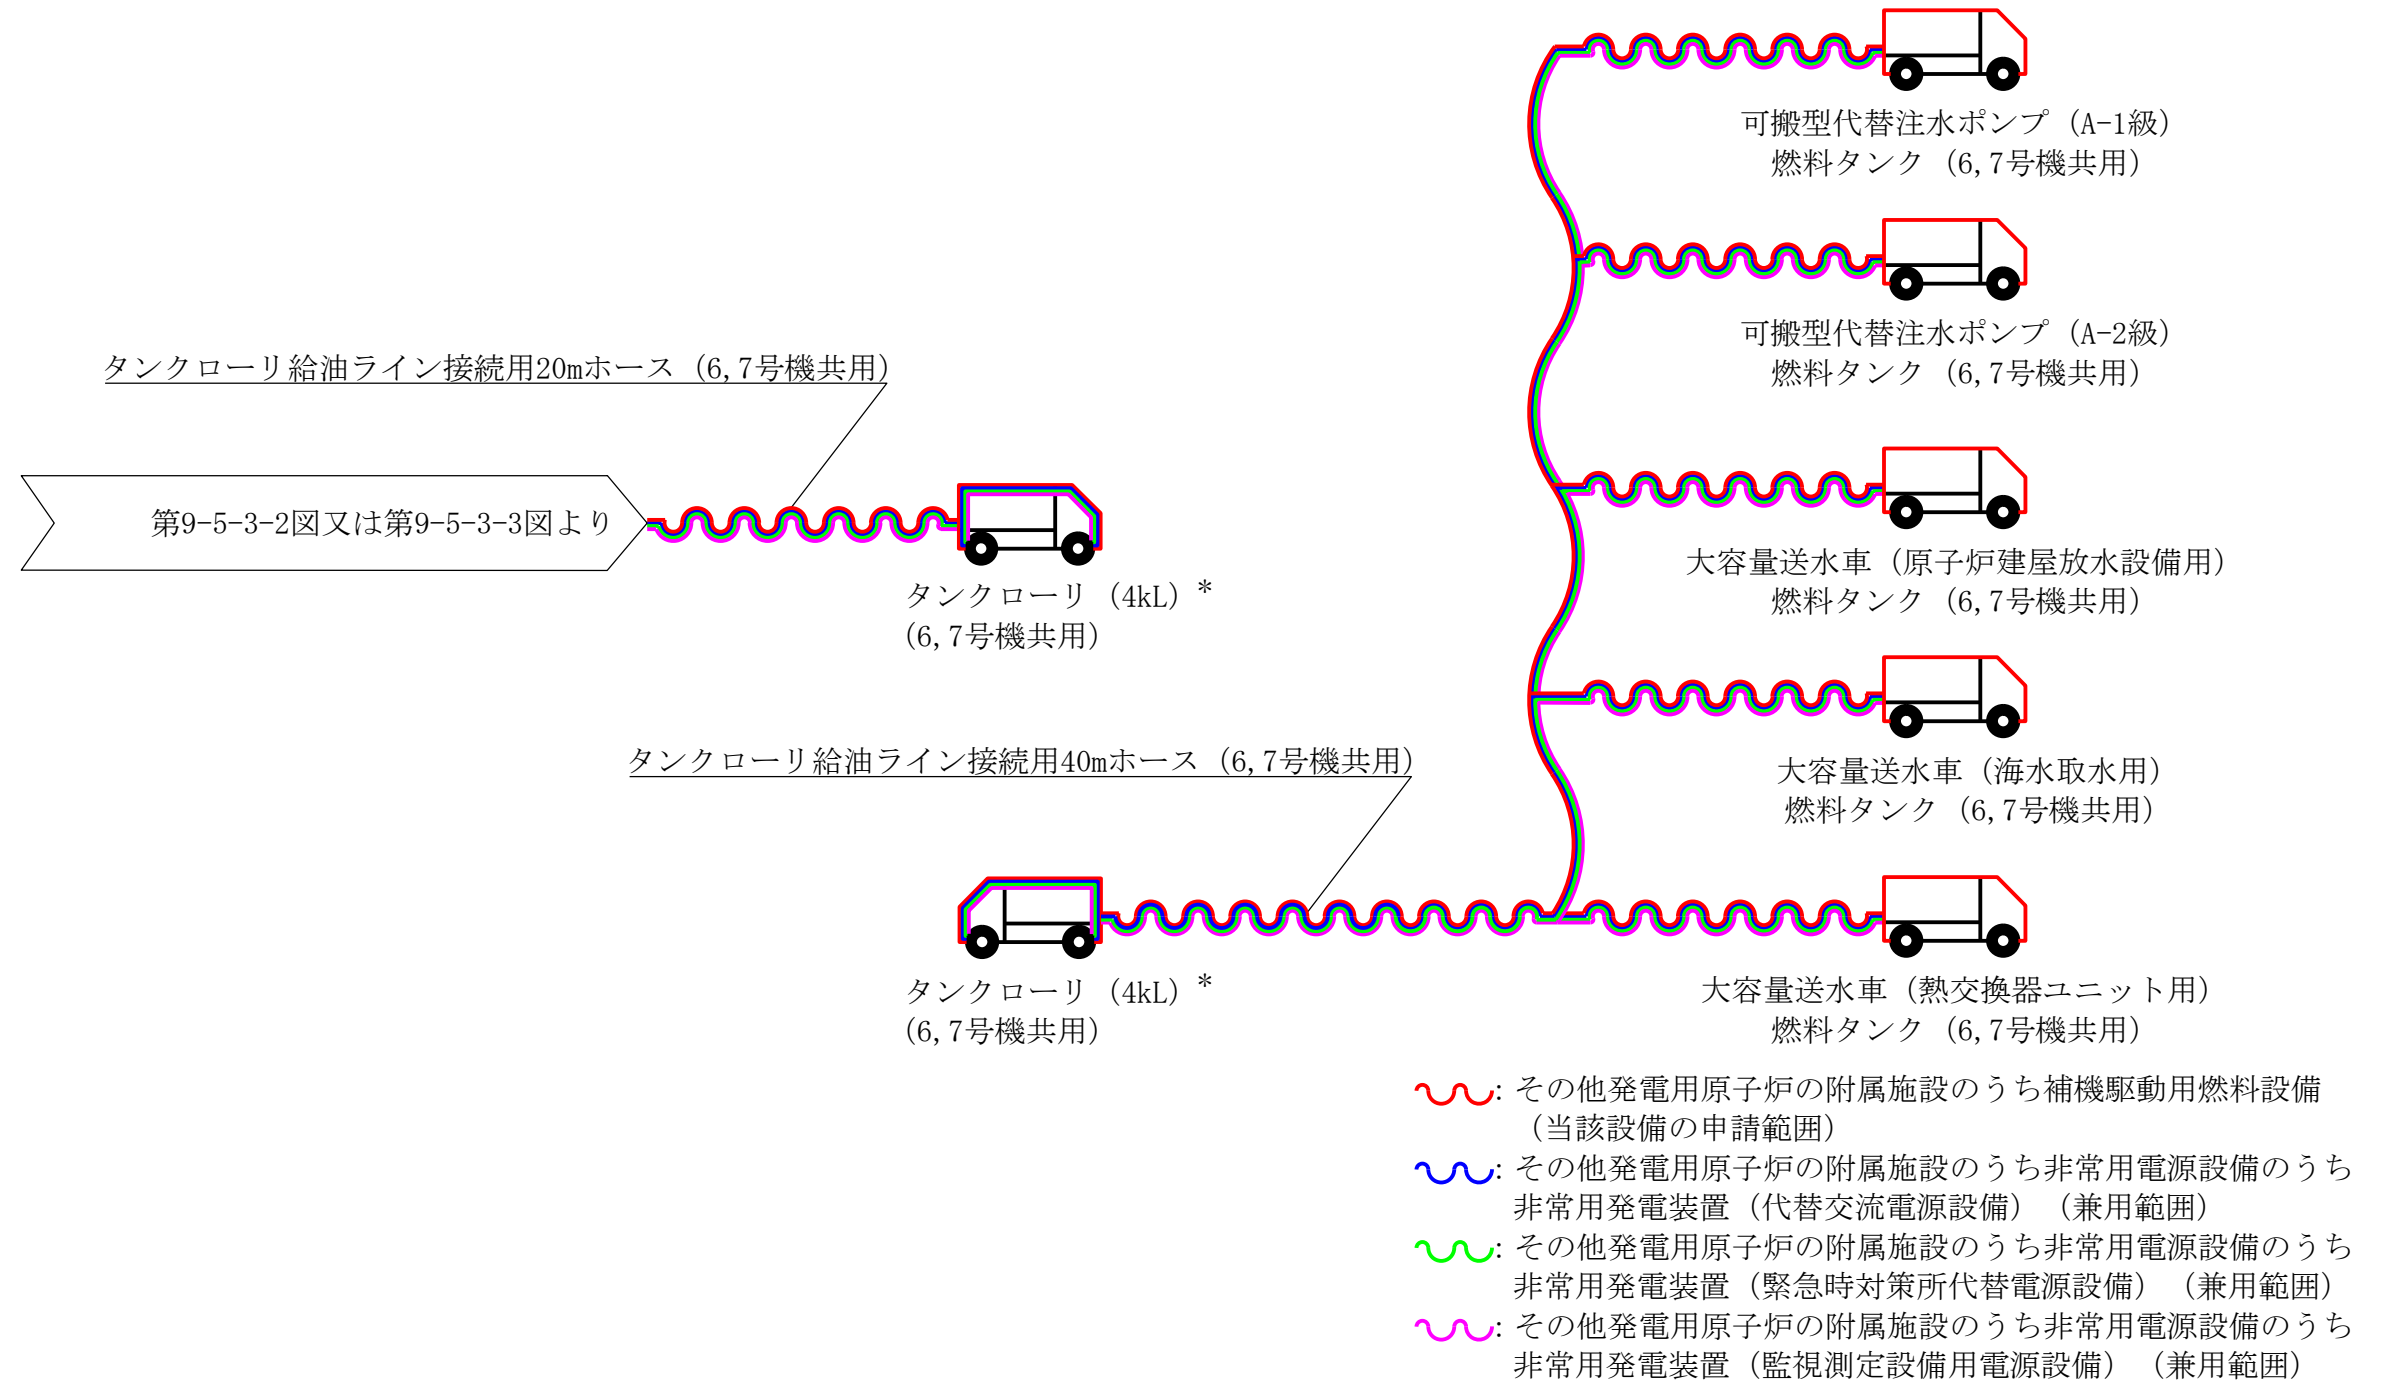 可搬型代替注水ポンプ（A-1級）
燃料タンク（6,7号機共用）
可搬型代替注水ポンプ（A-2級）
燃料タンク（6,7号機共用）
タンクローリ給油ライン接続用20mホース（6,7号機共用）
第9-5-3-2図又は第9-5-3-3図より
タンクローリ（4kL）*
（6,7号機共用）
大容量送水車（原子炉建屋放水設備用）
燃料タンク（6,7号機共用）
大容量送水車（海水取水用）
燃料タンク（6,7号機共用）
タンクローリ給油ライン接続用40mホース（6,7号機共用）
タンクローリ（4kL）*
（6,7号機共用）
大容量送水車（熱交換器ユニット用）
燃料タンク（6,7号機共用）
：その他発電用原子炉の附属施設のうち補機駆動用燃料設備
（当該設備の申請範囲）
：その他発電用原子炉の附属施設のうち非常用電源設備のうち
非常用発電装置（代替交流電源設備）（兼用範囲）
：その他発電用原子炉の附属施設のうち非常用電源設備のうち
非常用発電装置（緊急時対策所代替電源設備）（兼用範囲）
：その他発電用原子炉の附属施設のうち非常用電源設備のうち
非常用発電装置（監視測定設備用電源設備）（兼用範囲）